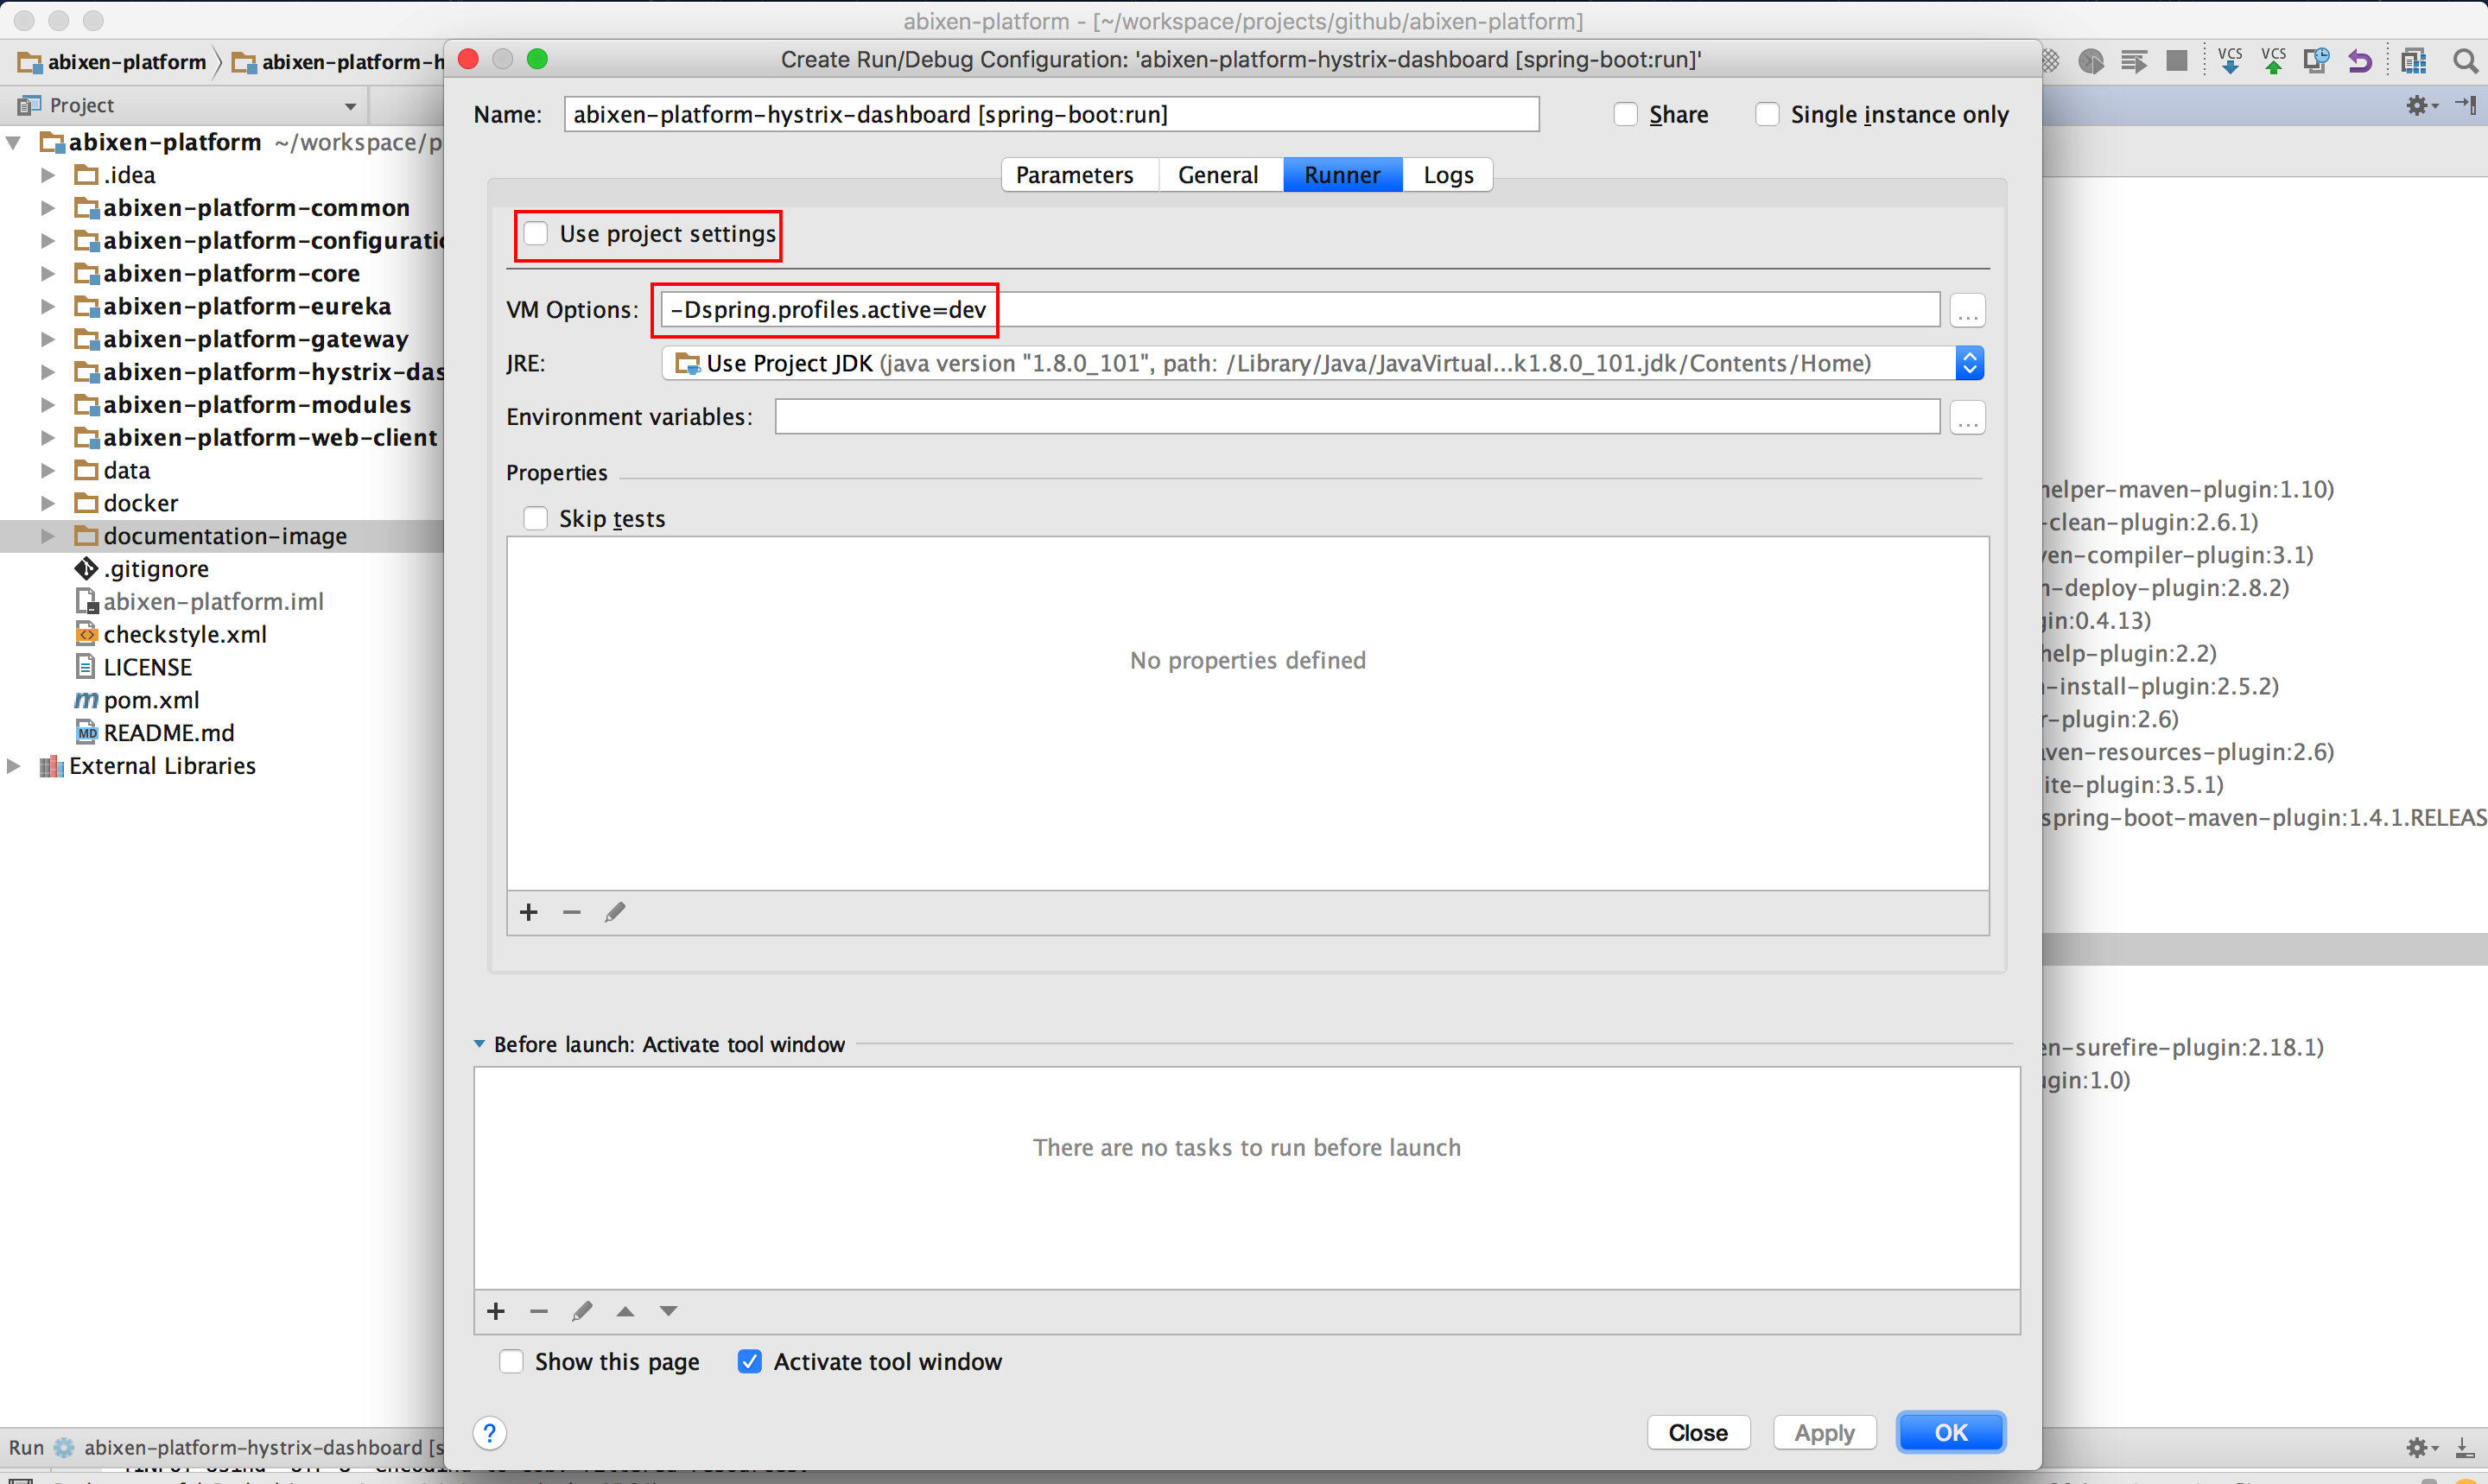 abixen-platform - [~/workspace/projects/github/abixen-platform]
abixen-platform
abixen-platform-h
Create Run/Debug Configuration: 'abixen-platform-hystrix-dashboard [spring-boot:run]'
VCS
VCS
Project
Name:
abixen-platform-hystrix-dashboard [spring-boot:run]
Share
Single instance only
Parameters
General
Runner
Logs
Use project settings
VM Options:
-Dspring.profiles.active=dev
...
JRE:
Use Project JDK (java version "1.8.0_101", path: /Library/Java/JavaVirtual...k1.8.0_101.jdk/Contents/Home)
Environment variables:
...
Properties
Skip tests
No properties defined
Before launch: Activate tool window
There are no tasks to run before launch
Show this page
Activate tool window
?
Close
Apply
OK
abixen-platform ~/workspace/p
.idea
abixen-platform-common
abixen-platform-configuratio
abixen-platform-core
abixen-platform-eureka
abixen-platform-gateway
abixen-platform-hystrix-das
abixen-platform-modules
abixen-platform-web-client
data
docker
documentation-image
.gitignore
abixen-platform.iml
checkstyle.xml
LICENSE
m pom.xml
MD README.md
External Libraries
helper-maven-plugin:1.10)
-clean-plugin:2.6.1)
ven-compiler-plugin:3.1)
n-deploy-plugin:2.8.2)
gin:0.4.13)
help-plugin:2.2)
n-install-plugin:2.5.2)
r-plugin:2.6)
aven-resources-plugin:2.6)
ite-plugin:3.5.1)
spring-boot-maven-plugin:1.4.1.RELEAS
en-surefire-plugin:2.18.1)
ugin:1.0)
Run abixen-platform-hystrix-dashboard [s